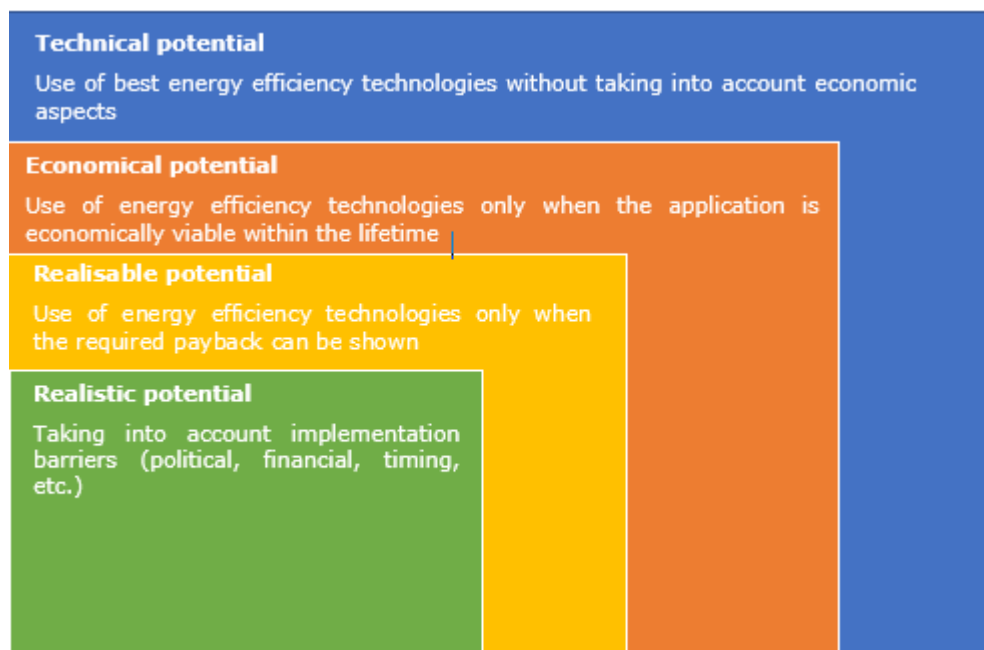 Technical potential
Use of best energy efficiency technologies without taking into account economic
aspects
Economical potential
Use of energy efficiency technologies only when the application is
economically viable within the lifetime
Realisable potential
Use of energy efficiency technologies only when
the required payback can be shown
Realistic potential
Taking into account implementation
barriers (political, financial, timing,
etc.)